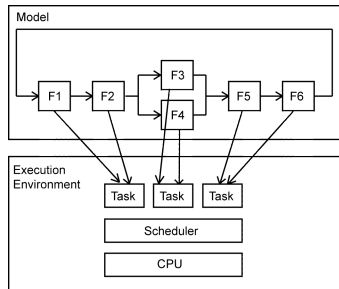 Model
F1
F2
F3
F4
F5
F6
Execution
Environment
Task
Task
Task
Scheduler
CPU